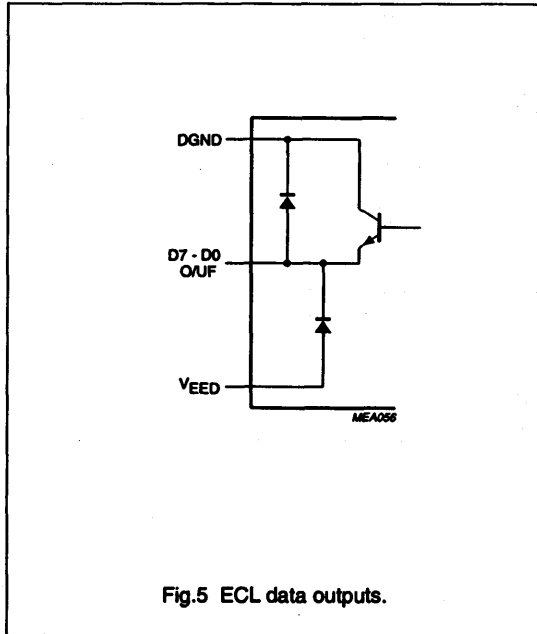 DGND
D7 - D0
O/UF
VEED
MEA056
Fig.5 ECL data outputs.